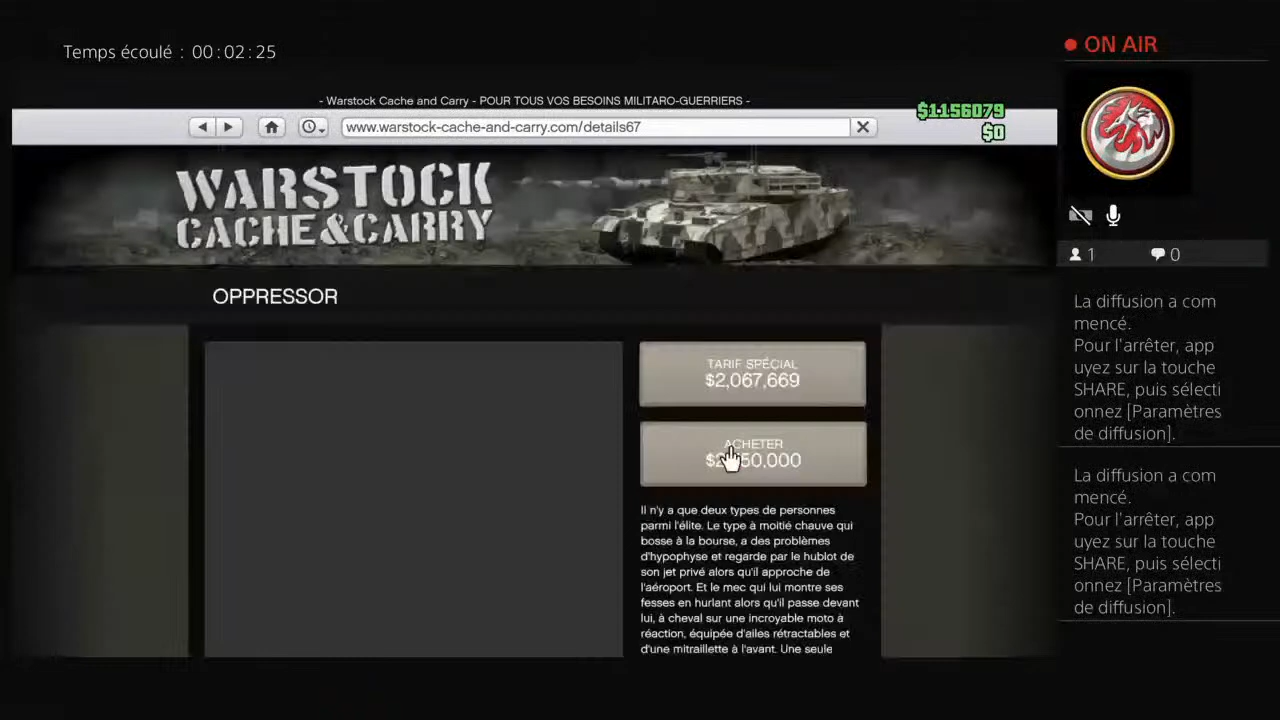 Temps écoulé : 00:02:25
ON AIR
- Warstock Cache and Carry - POUR TOUS VOS BESOINS MILITARO-GUERRIERS -
$1156079
www.warstock-cache-and-carry.com/details67
$0
WARSTOCK
CACHE&CARRY
1
0
OPPRESSOR
TARIF SPÉCIAL
$2,067,669
ACHETER
Il n'y a que deux types de personnes
parmi l'élite. Le type à moitié chauve qui
bosse à la bourse, a des problèmes
d'hypophyse et regarde par le hublot de
son jet privé alors qu'il approche de
l'aéroport. Et le mec qui lui montre ses
fesses en hurlant alors qu'il passe devant
lui, à cheval sur une incroyable moto à
réaction, équipée d'ailes rétractables et
d'une mitraillette à l'avant. Une seule
La diffusion a com
mencé.
Pour l'arrêter, app
uyez sur la touche
SHARE, puis sélecti
onnez [Paramètres
de diffusion].
La diffusion a com
mencé.
Pour l'arrêter, app
uyez sur la touche
SHARE, puis sélecti
onnez [Paramètres
de diffusion].